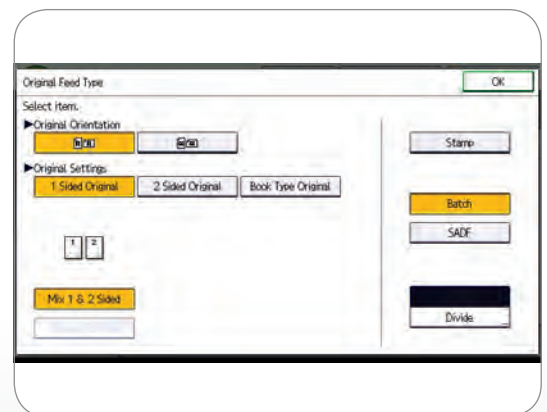 Original Feed Type
OK
Select item.
►Original Orientation
Stamp
►Original Settings
1 Sided Original
2 Sided Original
Book Type Original
Batch
SADF
1 2
Mix 1 & 2 Sided
Divide